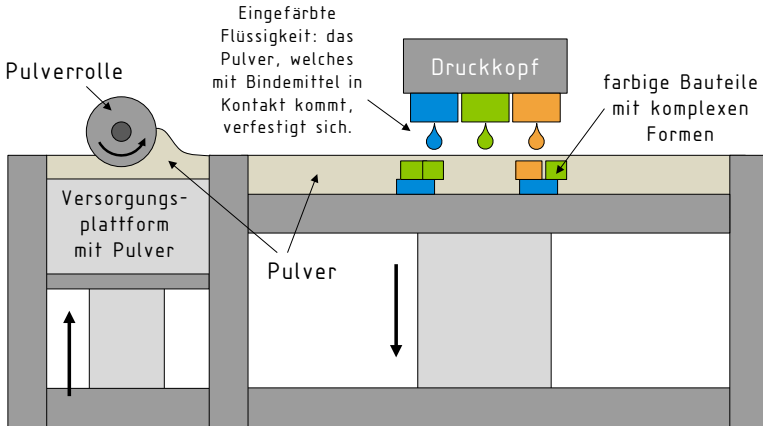 Eingefärbte
Flüssigkeit: das
Pulver, welches
mit Bindemittel in
Kontakt kommt,
verfestigt sich.
Pulverrolle
Druckkopf
farbige Bauteile
mit komplexen
Formen
Versorgungs-
plattform
mit Pulver
Pulver